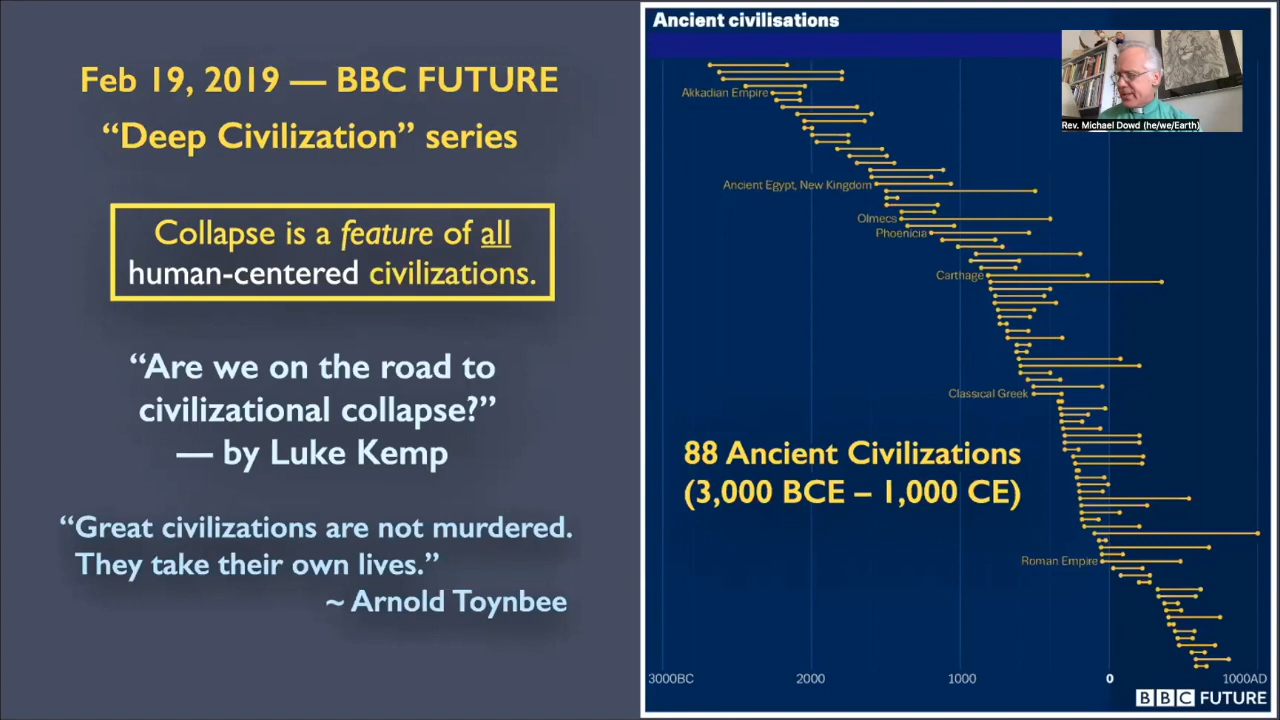 Feb 19, 2019 — BBC FUTURE
“Deep Civilization” series
Collapse is a feature of all
human-centered civilizations.
“Are we on the road to
civilizational collapse?”
— by Luke Kemp
“Great civilizations are not murdered.
They take their own lives.”
~ Arnold Toynbee
Ancient civilisations
Rev. Michael Dowd (he/we/Earth)
Akkadian Empire
Ancient Egypt, New Kingdom
Olmecs
Phoenicia
Carthage
Classical Greek
88 Ancient Civilizations
(3,000 BCE – 1,000 CE)
Roman Empire
3000BC 2000 1000 0 1000AD
BBC FUTURE